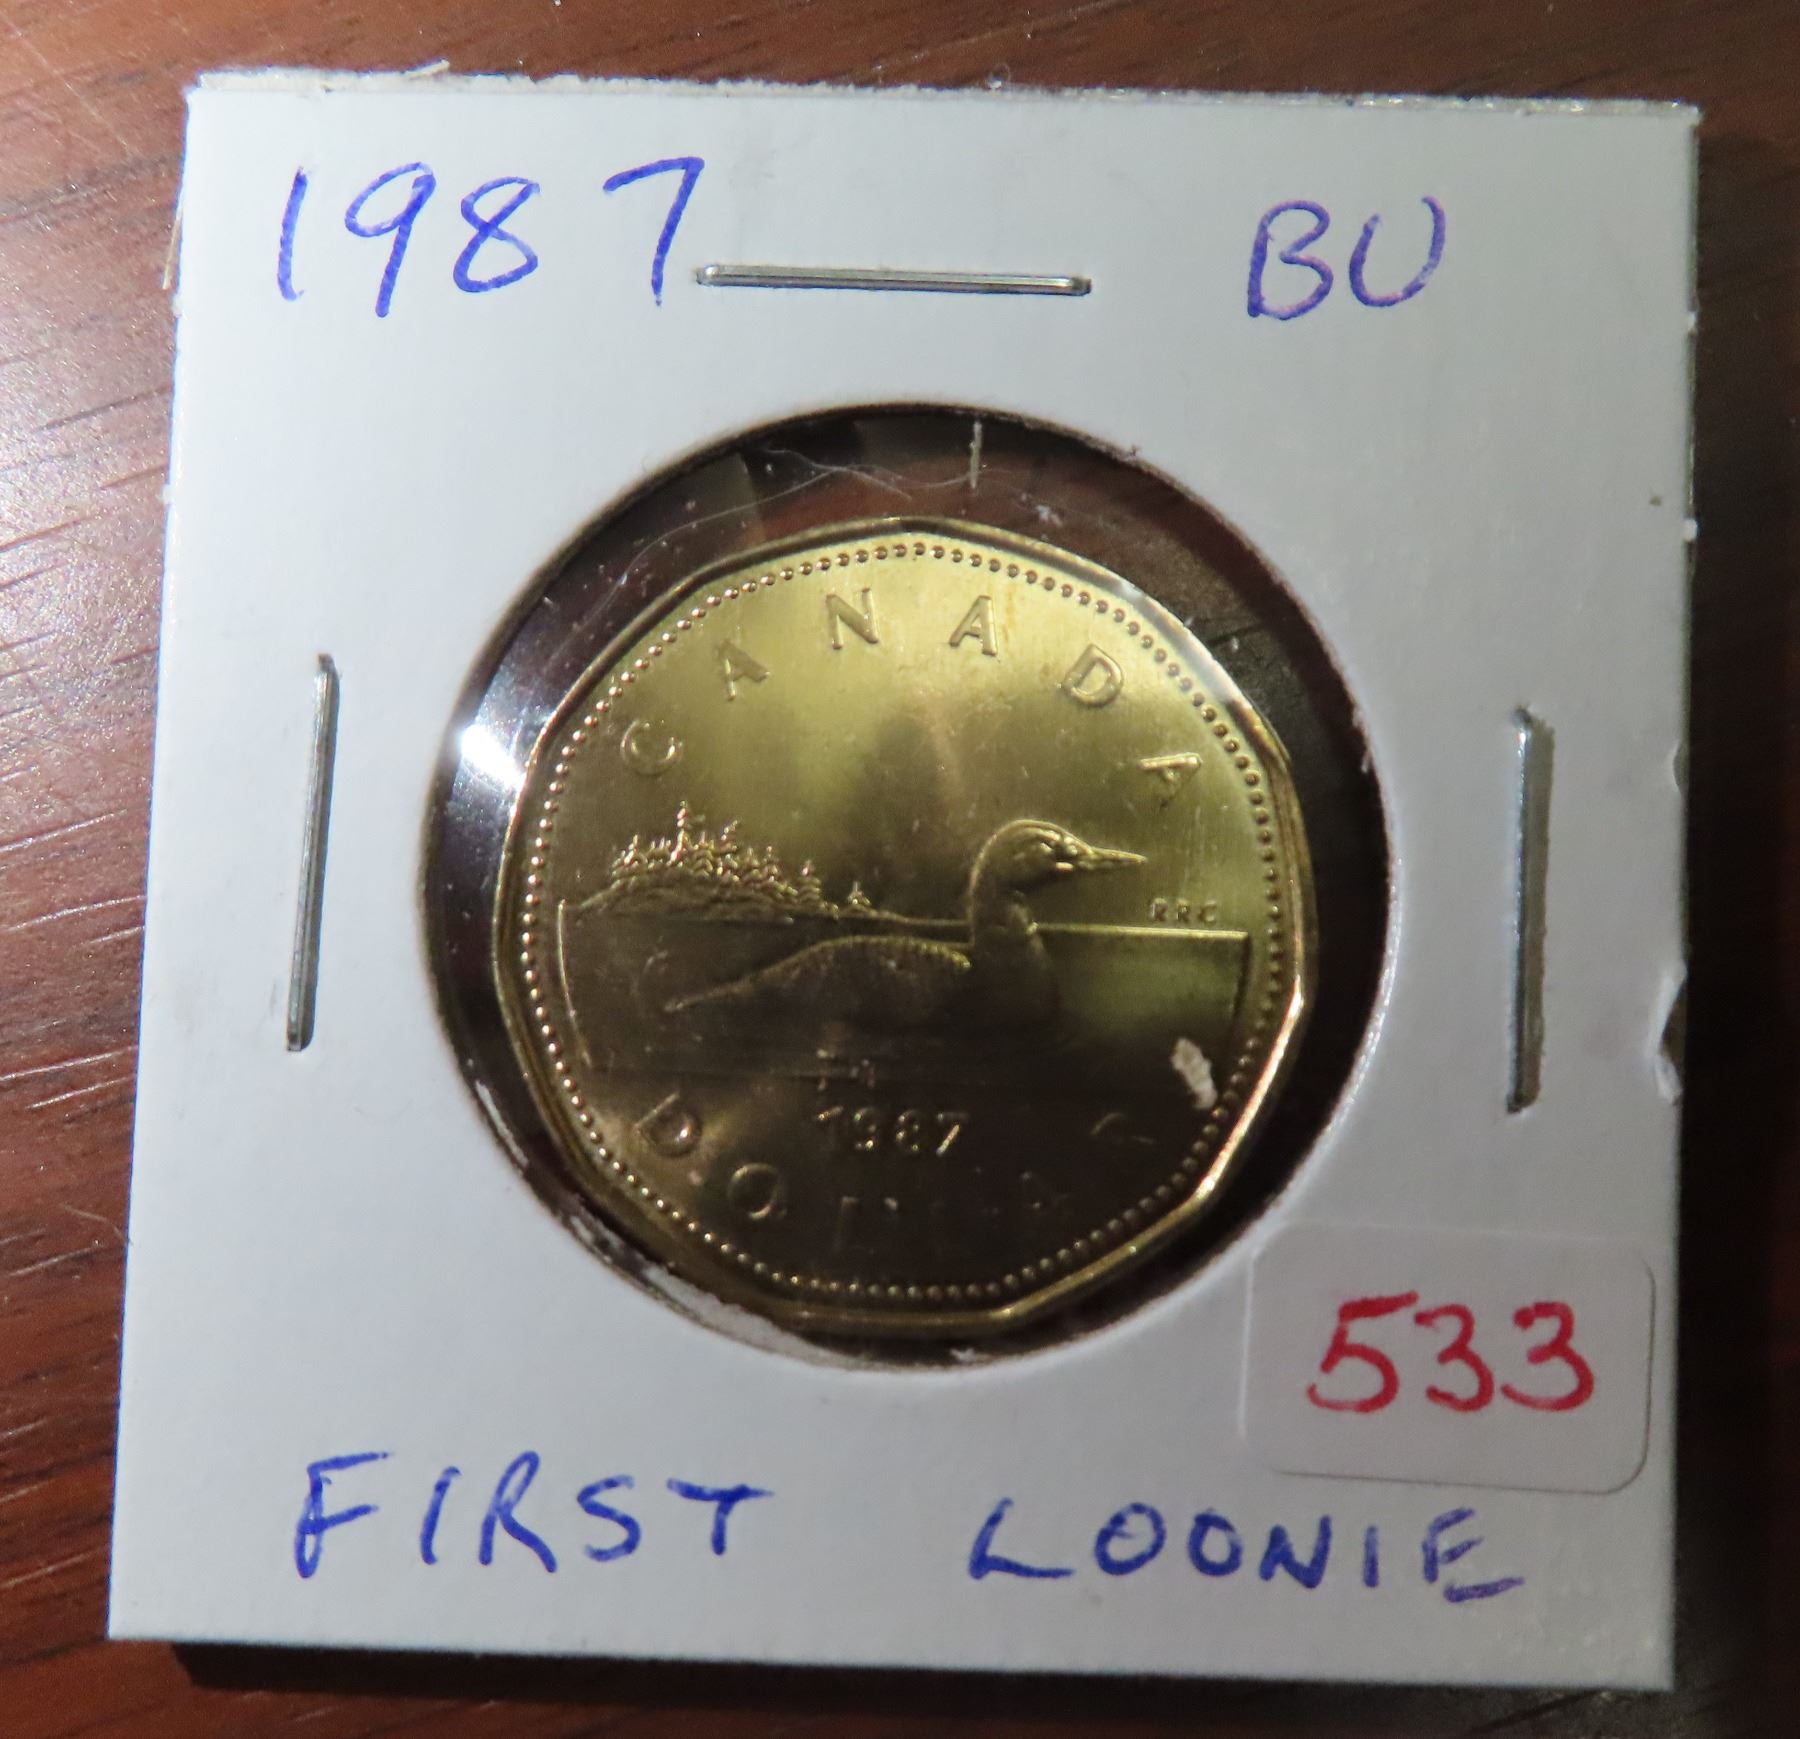 1987 BU
CANADA
RRC
1987
533
FIRST LOONIE